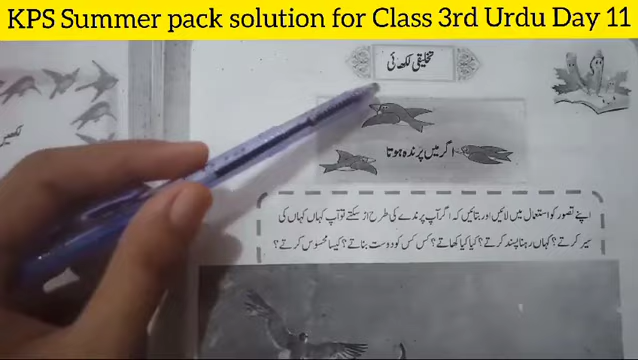 KPS Summer pack solution for Class 3rd Urdu Day 11
تخلیقی لکھائی
اگر میں پرندہ ہوتا
اپنے تصور کو استعمال میں لائیں اور بتائیں کہ اگر آپ پرندے کی طرح اڑ سکتے تو آپ کہاں کہاں کی
سیر کرتے؟ کہاں رہنا پسند کرتے؟ کیا کیا کھاتے؟ کس کس کو دوست بناتے؟ کیسا محسوس کرتے؟